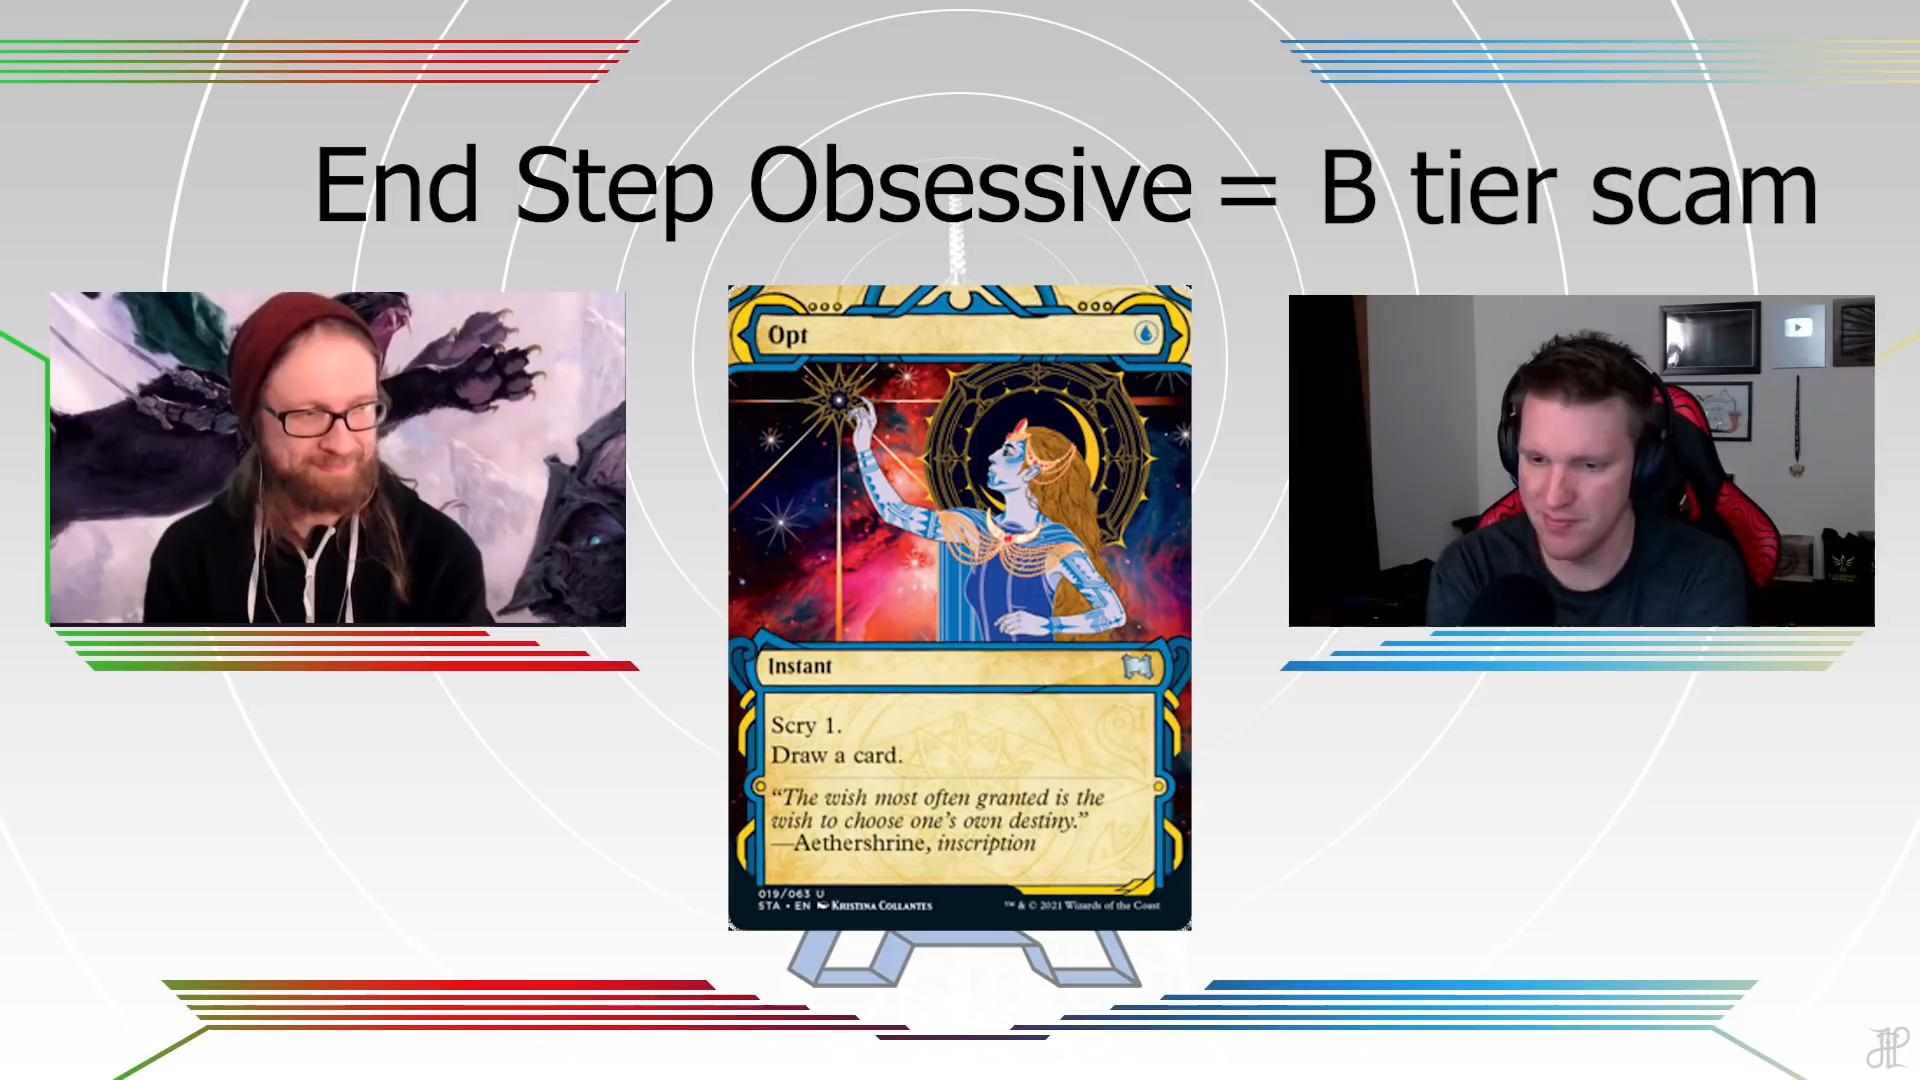 End Step Obsessive = B tier scam
Opt
Instant
Scry 1.
Draw a card.
“The wish most often granted is the
wish to choose one’s own destiny.”
—Aethershrine, inscription
019/063 U
STA • EN KRISTINA COLLANTES
™ & © 2021 Wizards of the Coast